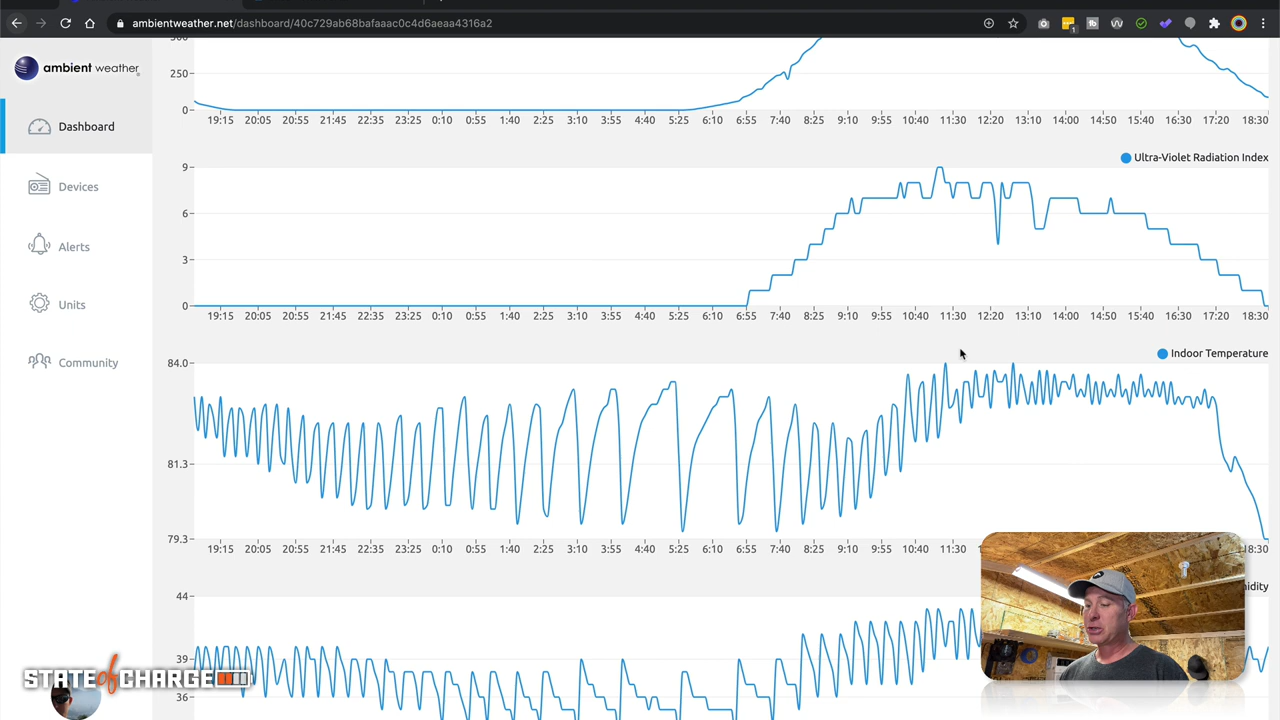 ambientweather.net/dashboard/40c729ab68bafaaac0c4d6aeaa4316a2
1
ambient weather
Dashboard
Devices
Alerts
Units
Community
500
250
0
19:15 20:05 20:55 21:45 22:35 23:25 0:10 0:55 1:40 2:25 3:10 3:55 4:40 5:25 6:10 6:55 7:40 8:25 9:10 9:55 10:40 11:30 12:20 13:10 14:00 14:50 15:40 16:30 17:20 18:30
Ultra-Violet Radiation Index
9
6
3
0
19:15 20:05 20:55 21:45 22:35 23:25 0:10 0:55 1:40 2:25 3:10 3:55 4:40 5:25 6:10 6:55 7:40 8:25 9:10 9:55 10:40 11:30 12:20 13:10 14:00 14:50 15:40 16:30 17:20 18:30
Indoor Temperature
84.0
81.3
79.3
19:15 20:05 20:55 21:45 22:35 23:25 0:10 0:55 1:40 2:25 3:10 3:55 4:40 5:25 6:10 6:55 7:40 8:25 9:10 9:55 10:40 11:30 18:30
44
39
36
STATE of CHARGE